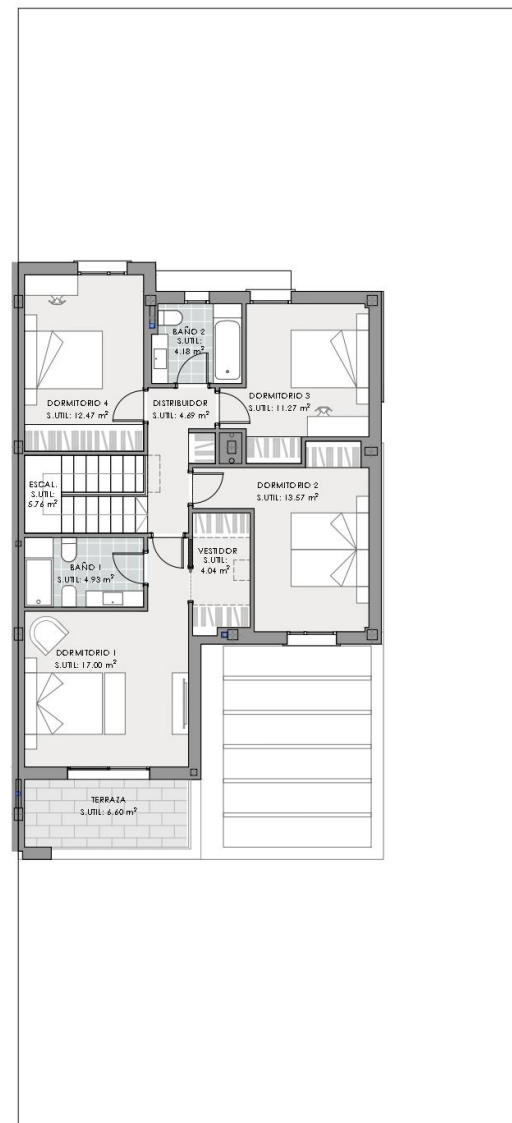 BAÑO 2
S.UTIL:
4.18 m²
DORMITORIO 4
S.UTIL: 12.47 m²
DISTRIBUIDOR
S.UTIL: 4.69 m²
DORMITORIO 3
S.UTIL: 11.27 m²
ESCAL.
S.UTIL:
5.76 m²
DORMITORIO 2
S.UTIL: 13.57 m²
BAÑO 1
S.UTIL: 4.93 m²
VESTIDOR
S.UTIL:
4.04 m²
DORMITORIO 1
S.UTIL: 17.00 m²
TERRAZA
S.UTIL: 6.60 m²